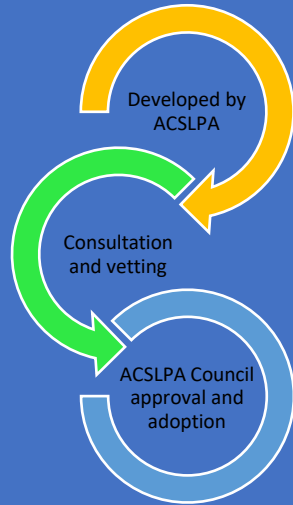 Developed by
ACSLPA
Consultation
and vetting
ACSLPA Council
approval and
adoption